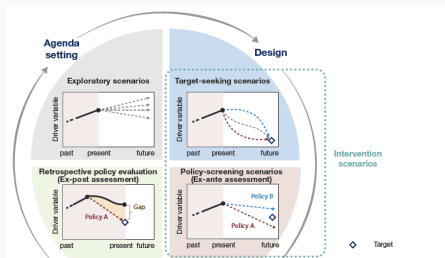 Agenda
setting
Design
Exploratory scenarios
Driver variable
past
present
future
Target-seeking scenarios
Driver variable
past
present
future
Intervention
scenarios
Retrospective policy evaluation
(Ex-post assessment)
Driver variable
Policy A
Gap
past
present
future
Policy-screening scenarios
(Ex-ante assessment)
Driver variable
Policy B
Policy A
past
present
future
Target